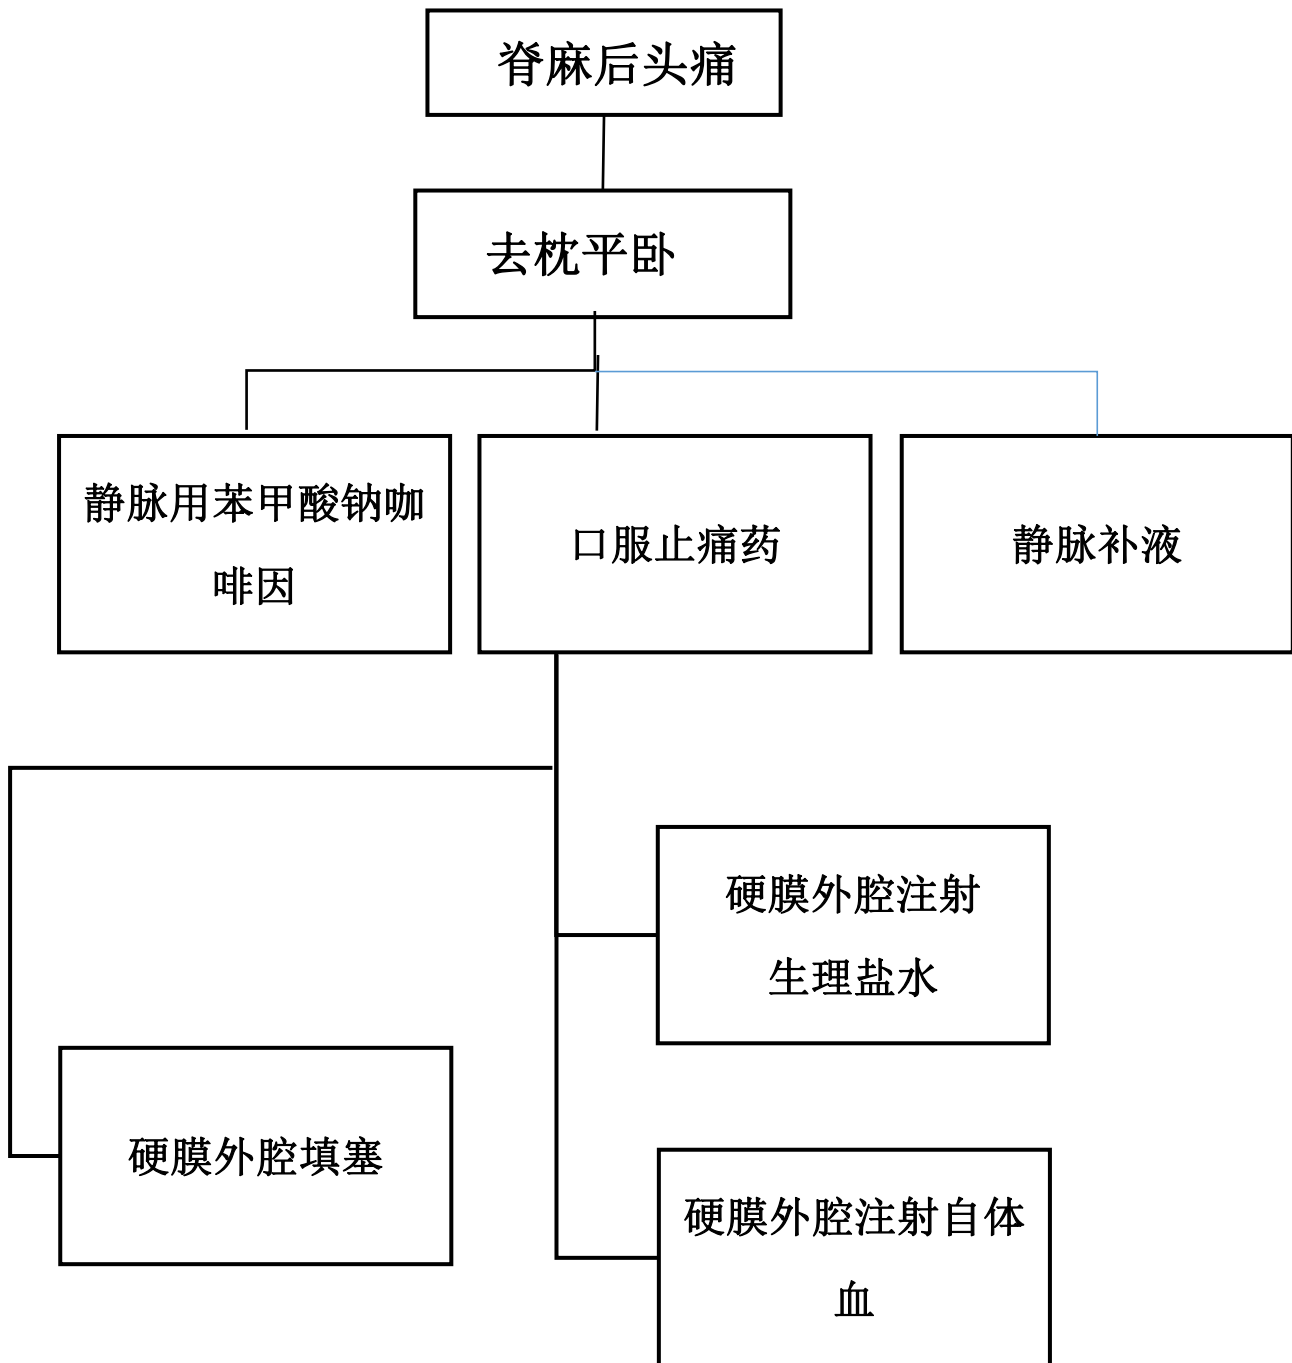 脊麻后头痛
去枕平卧
静脉用苯甲酸钠咖
啡因
口服止痛药
静脉补液
硬膜外腔注射
生理盐水
硬膜外腔填塞
硬膜外腔注射自体
血